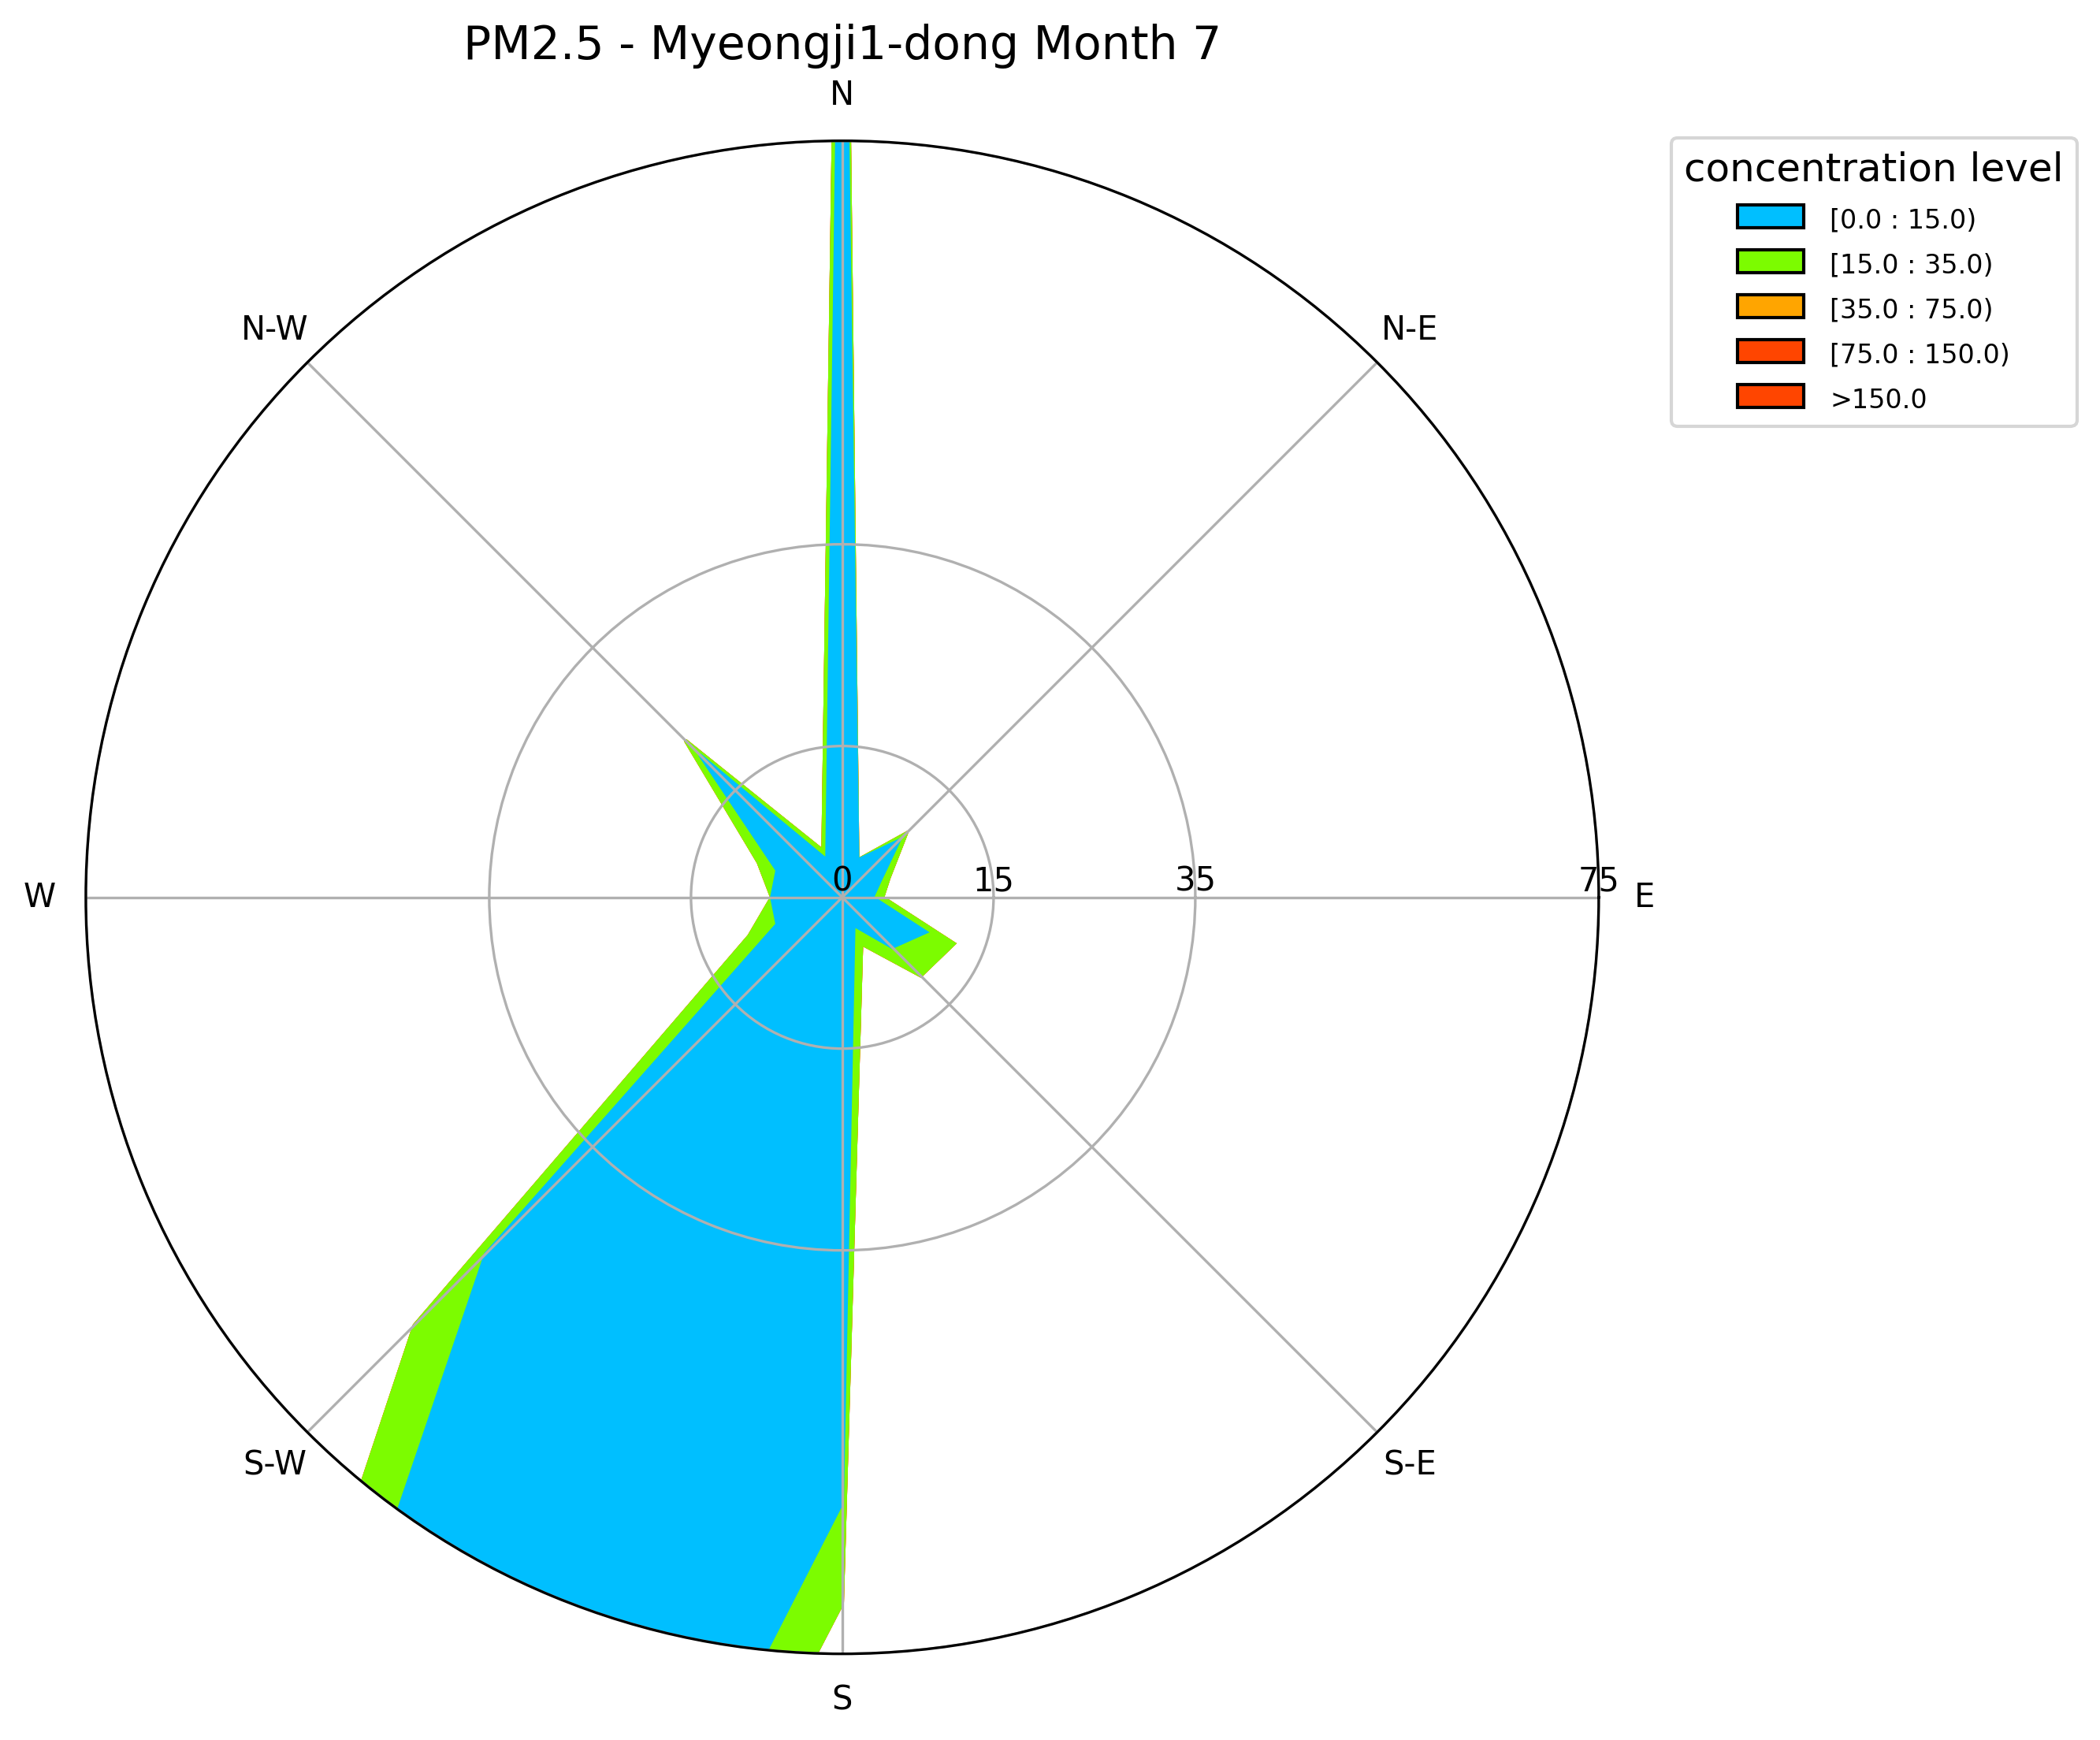 PM2.5 - Myeongji1-dong Month 7
N
concentration level
[0.0 : 15.0)
[15.0 : 35.0)
[35.0 : 75.0)
[75.0 : 150.0)
>150.0
N-W
N-E
W
0
15
35
75
E
S-W
S-E
S